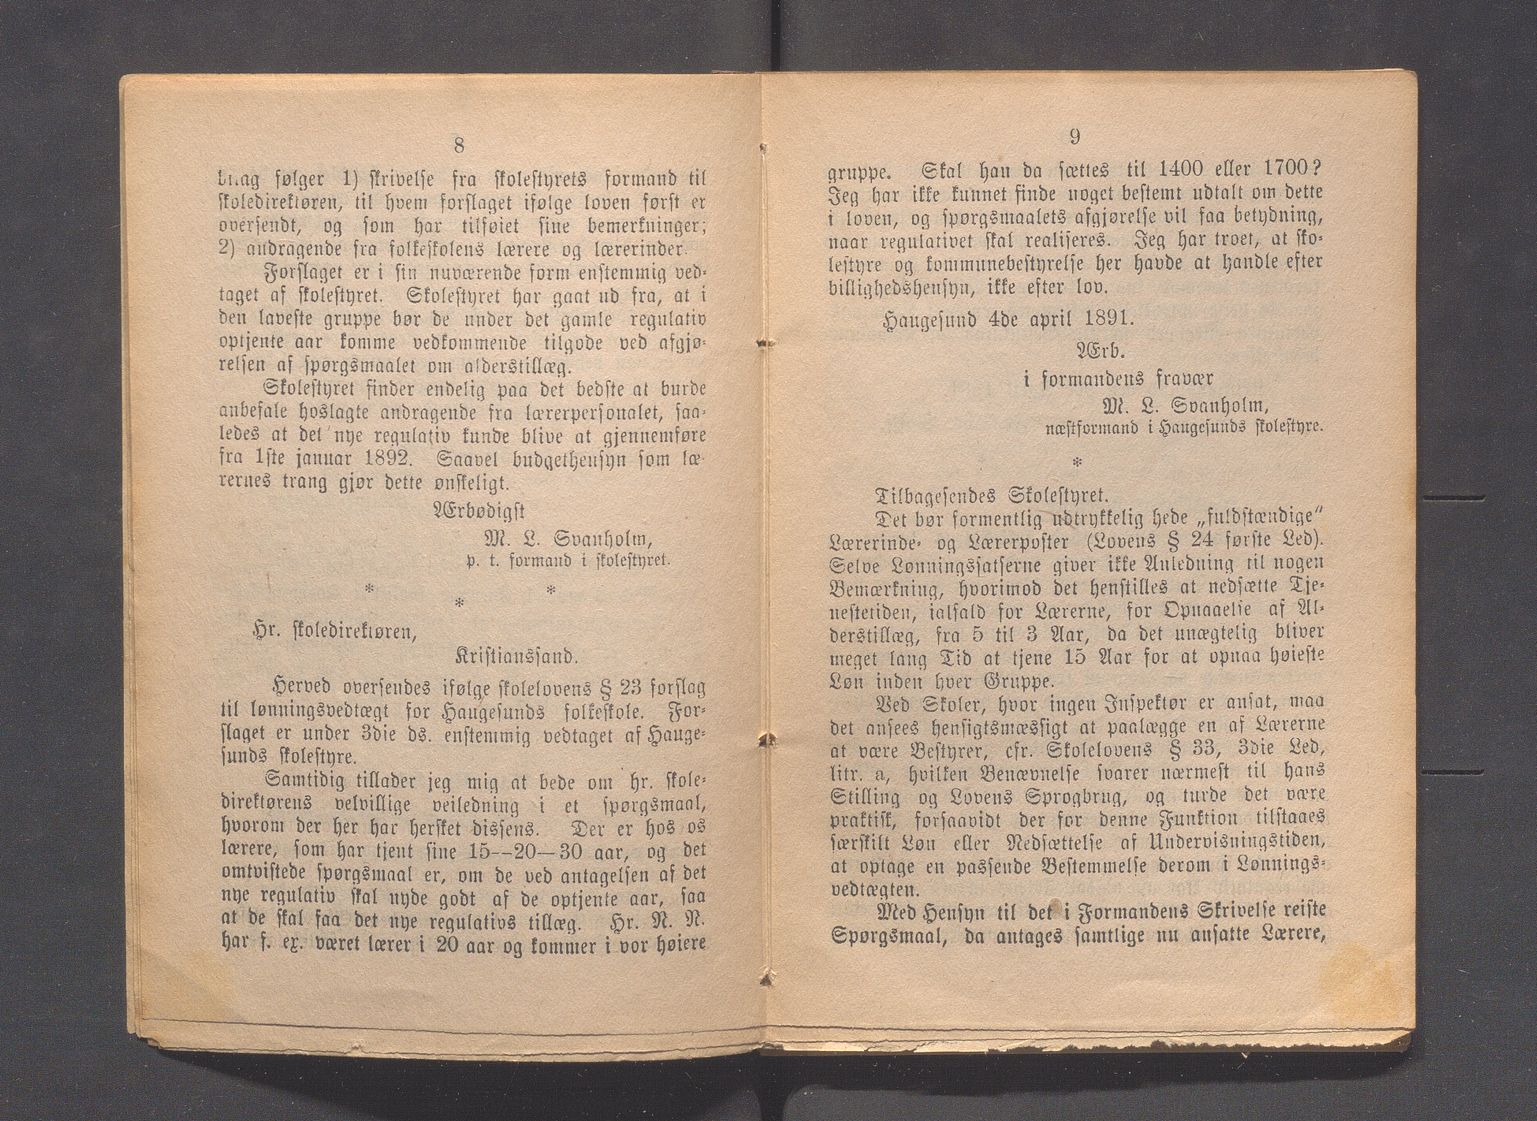 8
følger 1) skrivelse fra skolestyrets formand til
skoledirektøren, til hvem forslaget ifølge loven først er
oversendt, og som har tilføiet sine bemerkninger;
2) andragende fra folkeskolens lærere og lærerinder.
Forslaget er i sin nuværende form enstemmig ved-
taget af skolestyret. Skolestyret har gaat ud fra, at i
den laveste gruppe bør de under det gamle regulativ
optjente aar komme vedkommende tilgode ved afgjø-
relsen af spørgsmaalet om alderstillæg.
Skolestyret finder endelig paa det bedste at burde
anbefale hoslagte andragende fra lærerpersonalet, saa-
ledes at det nye regulativ kunde blive at gjennemføre
fra 1ste januar 1892. Saavel budgethensyn som læ-
rernes trang gjør dette ønskeligt.
Ærbødigst
M. L. Svanholm,
p. t. formand i skolestyret.
* * *
Hr. skoledirektøren,
Kristianssand.
Herved oversendes ifølge skolelovens § 23 forslag
til lønningsvedtægt for Haugesunds folkeskole. For-
slaget er under 3die ds. enstemmig vedtaget af Hauge-
sunds skolestyre.
Samtidig tillader jeg mig at bede om hr. skole-
direktørens velvillige veiledning i et spørgsmaal,
hvorom der her har hersket dissens. Der er hos os
lærere, som har tjent sine 15—20—30 aar, og det
omtvistede spørgsmaal er, om de ved antagelsen af det
nye regulativ skal nyde godt af de optjente aar, saa
at de skal faa det nye regulativs tillæg. Hr. N. N.
har f. ex. været lærer i 20 aar og kommer i vor høiere
9
gruppe. Skal han da sættes til 1400 eller 1700?
Jeg har ikke kunnet finde noget bestemt udtalt om dette
i loven, og spørgsmaalets afgjørelse vil faa betydning,
naar regulativet skal realiseres. Jeg har troet, at sko-
lestyre og kommunebestyrelse her havde at handle efter
billighedshensyn, ikke efter lov.
Haugesund 4de april 1891.
Ærb.
i formandens fravær
M. L. Svanholm,
næstformand i Haugesunds skolestyre.
*
Tilbagesendes Skolestyret.
Det bør formentlig udtrykkelig hede „fuldstændige"
Lærerinde- og Lærerposter (Lovens § 24 første Led).
Selve Lønningssatserne giver ikke Anledning til nogen
Bemærkning, hvorimod det henstilles at nedsætte Tje-
nestetiden, ialfald for Lærerne, for Opnaaelse af Al-
derstillæg, fra 5 til 3 Aar, da det unægtelig bliver
meget lang Tid at tjene 15 Aar for at opnaa høieste
Løn inden hver Gruppe.
Ved Skoler, hvor ingen Inspektør er ansat, maa
det ansees hensigtsmæssigt at paalægge en af Lærerne
at være Bestyrer, cfr. Skolelovens § 33, 3die Led,
litr. a, hvilken Benævnelse svarer nærmest til hans
Stilling og Lovens Sprogbrug, og turde det være
praktisk, forsaavidt der for denne Funktion tilstaaes
særskilt Løn eller Nedsættelse af Undervisningstiden,
at optage en passende Bestemmelse derom i Lønnings-
vedtægten.
Med Hensyn til det i Formandens Skrivelse reiste
Spørgsmaal, da antages samtlige nu ansatte Lærere,